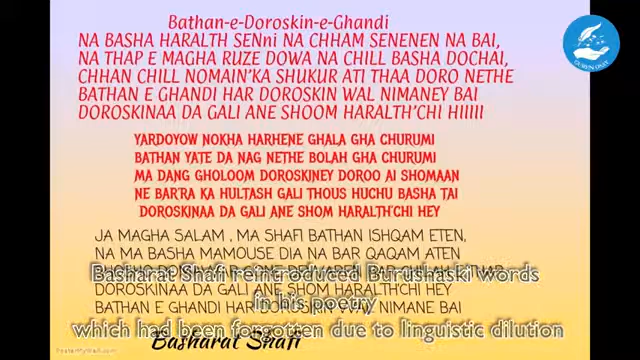 Bathan-e-Doroskin-e-Ghandi
NA BASHA HARALTH SENni NA CHHAM SENENEN NA BAI,
NA THAP E MAGHA RUZE DOWA NA CHILL BASHA DOCHAI,
CHHAN CHILL NOMAIN'KA SHUKUR ATI THAA DORO NETHE
BATHAN E GHANDI HAR DOROSKIN WAL NIMANEY BAI
DOROSKINAA DA GALI ANE SHOOM HARALTH'CHI HIIIII
YARDOYOW NOKHA HARHENE GHALA GHA CHURUMI
BATHAN YATE DA NAG NETHE BOLAH GHA CHURUMI
MA DANG GHOLOOM DOROSKINEY DOROO AI SHOMAAN
NE BAR'RA KA HULTASH GALI THOUS HUCHU BASHA TAI
DOROSKINAA DA GALI ANE SHOM HARALTH'CHI HEY
JA MAGHA SALAM , MA SHAFI BATHAN ISHQAM ETEN,
NA MA BASHA MAMOUSE DIA NA BAR QAQAM ATEN
DOROSKINAA DA GALI ANE SHOM HARALTH'CHI HEY
BATHAN E GHANDI HAR DOROSKIN WAL NIMANE BAI
Basharat Shafi
Basharat Shafi reintroduced Burushaski words
in his poetry
which had been forgotten due to linguistic dilution